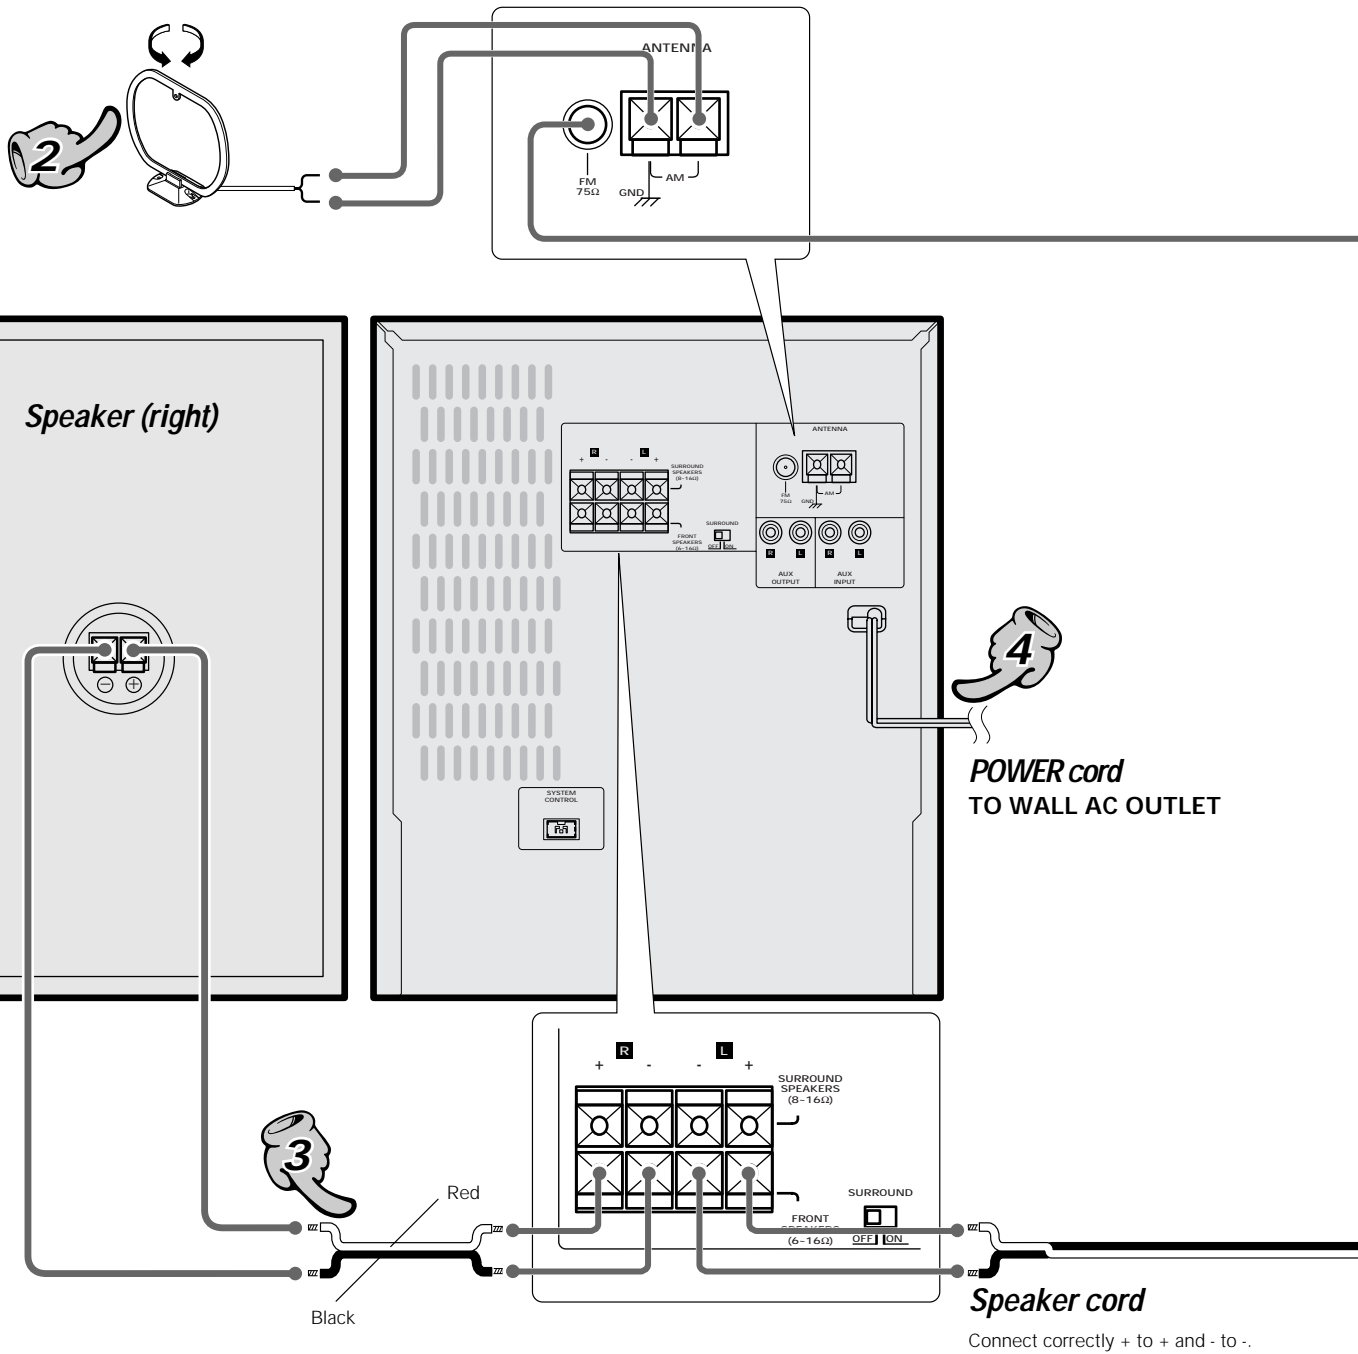 ANTENNA
2
FM
75Ω
GND
AM
Speaker (right)
ANTENNA
R
L
+ - - +
SURROUND
SPEAKERS
(8–16Ω)
FM
75Ω
GND
AM
FRONT
SPEAKERS
(6–16Ω)
SURROUND
OFF ON
R
L
R
L
AUX
OUTPUT
AUX
INPUT
4
− +
POWER cord
TO WALL AC OUTLET
SYSTEM
CONTROL
R
L
+ - - +
SURROUND
SPEAKERS
(8–16Ω)
3
Red
SURROUND
FRONT
SPEAKERS
(6–16Ω)
OFF ON
Black
Speaker cord
Connect correctly + to + and - to -.